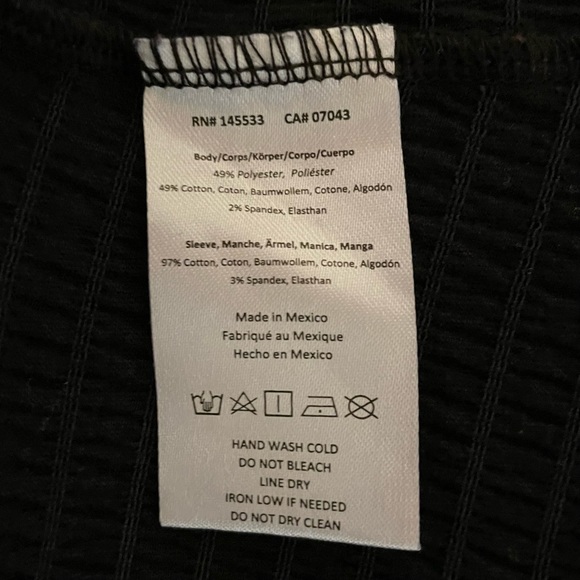 RN# 145533 CA# 07043
Body/Corps/Körper/Corpo/Cuerpo
49% Polyester, Poliéster
49% Cotton, Coton, Baumwollem, Cotone, Algodón
2% Spandex, Elasthan
Sleeve, Manche, Ärmel, Manica, Manga
97% Cotton, Coton, Baumwollem, Cotone, Algodón
3% Spandex, Elasthan
Made in Mexico
Fabriqué au Mexique
Hecho en Mexico
HAND WASH COLD
DO NOT BLEACH
LINE DRY
IRON LOW IF NEEDED
DO NOT DRY CLEAN